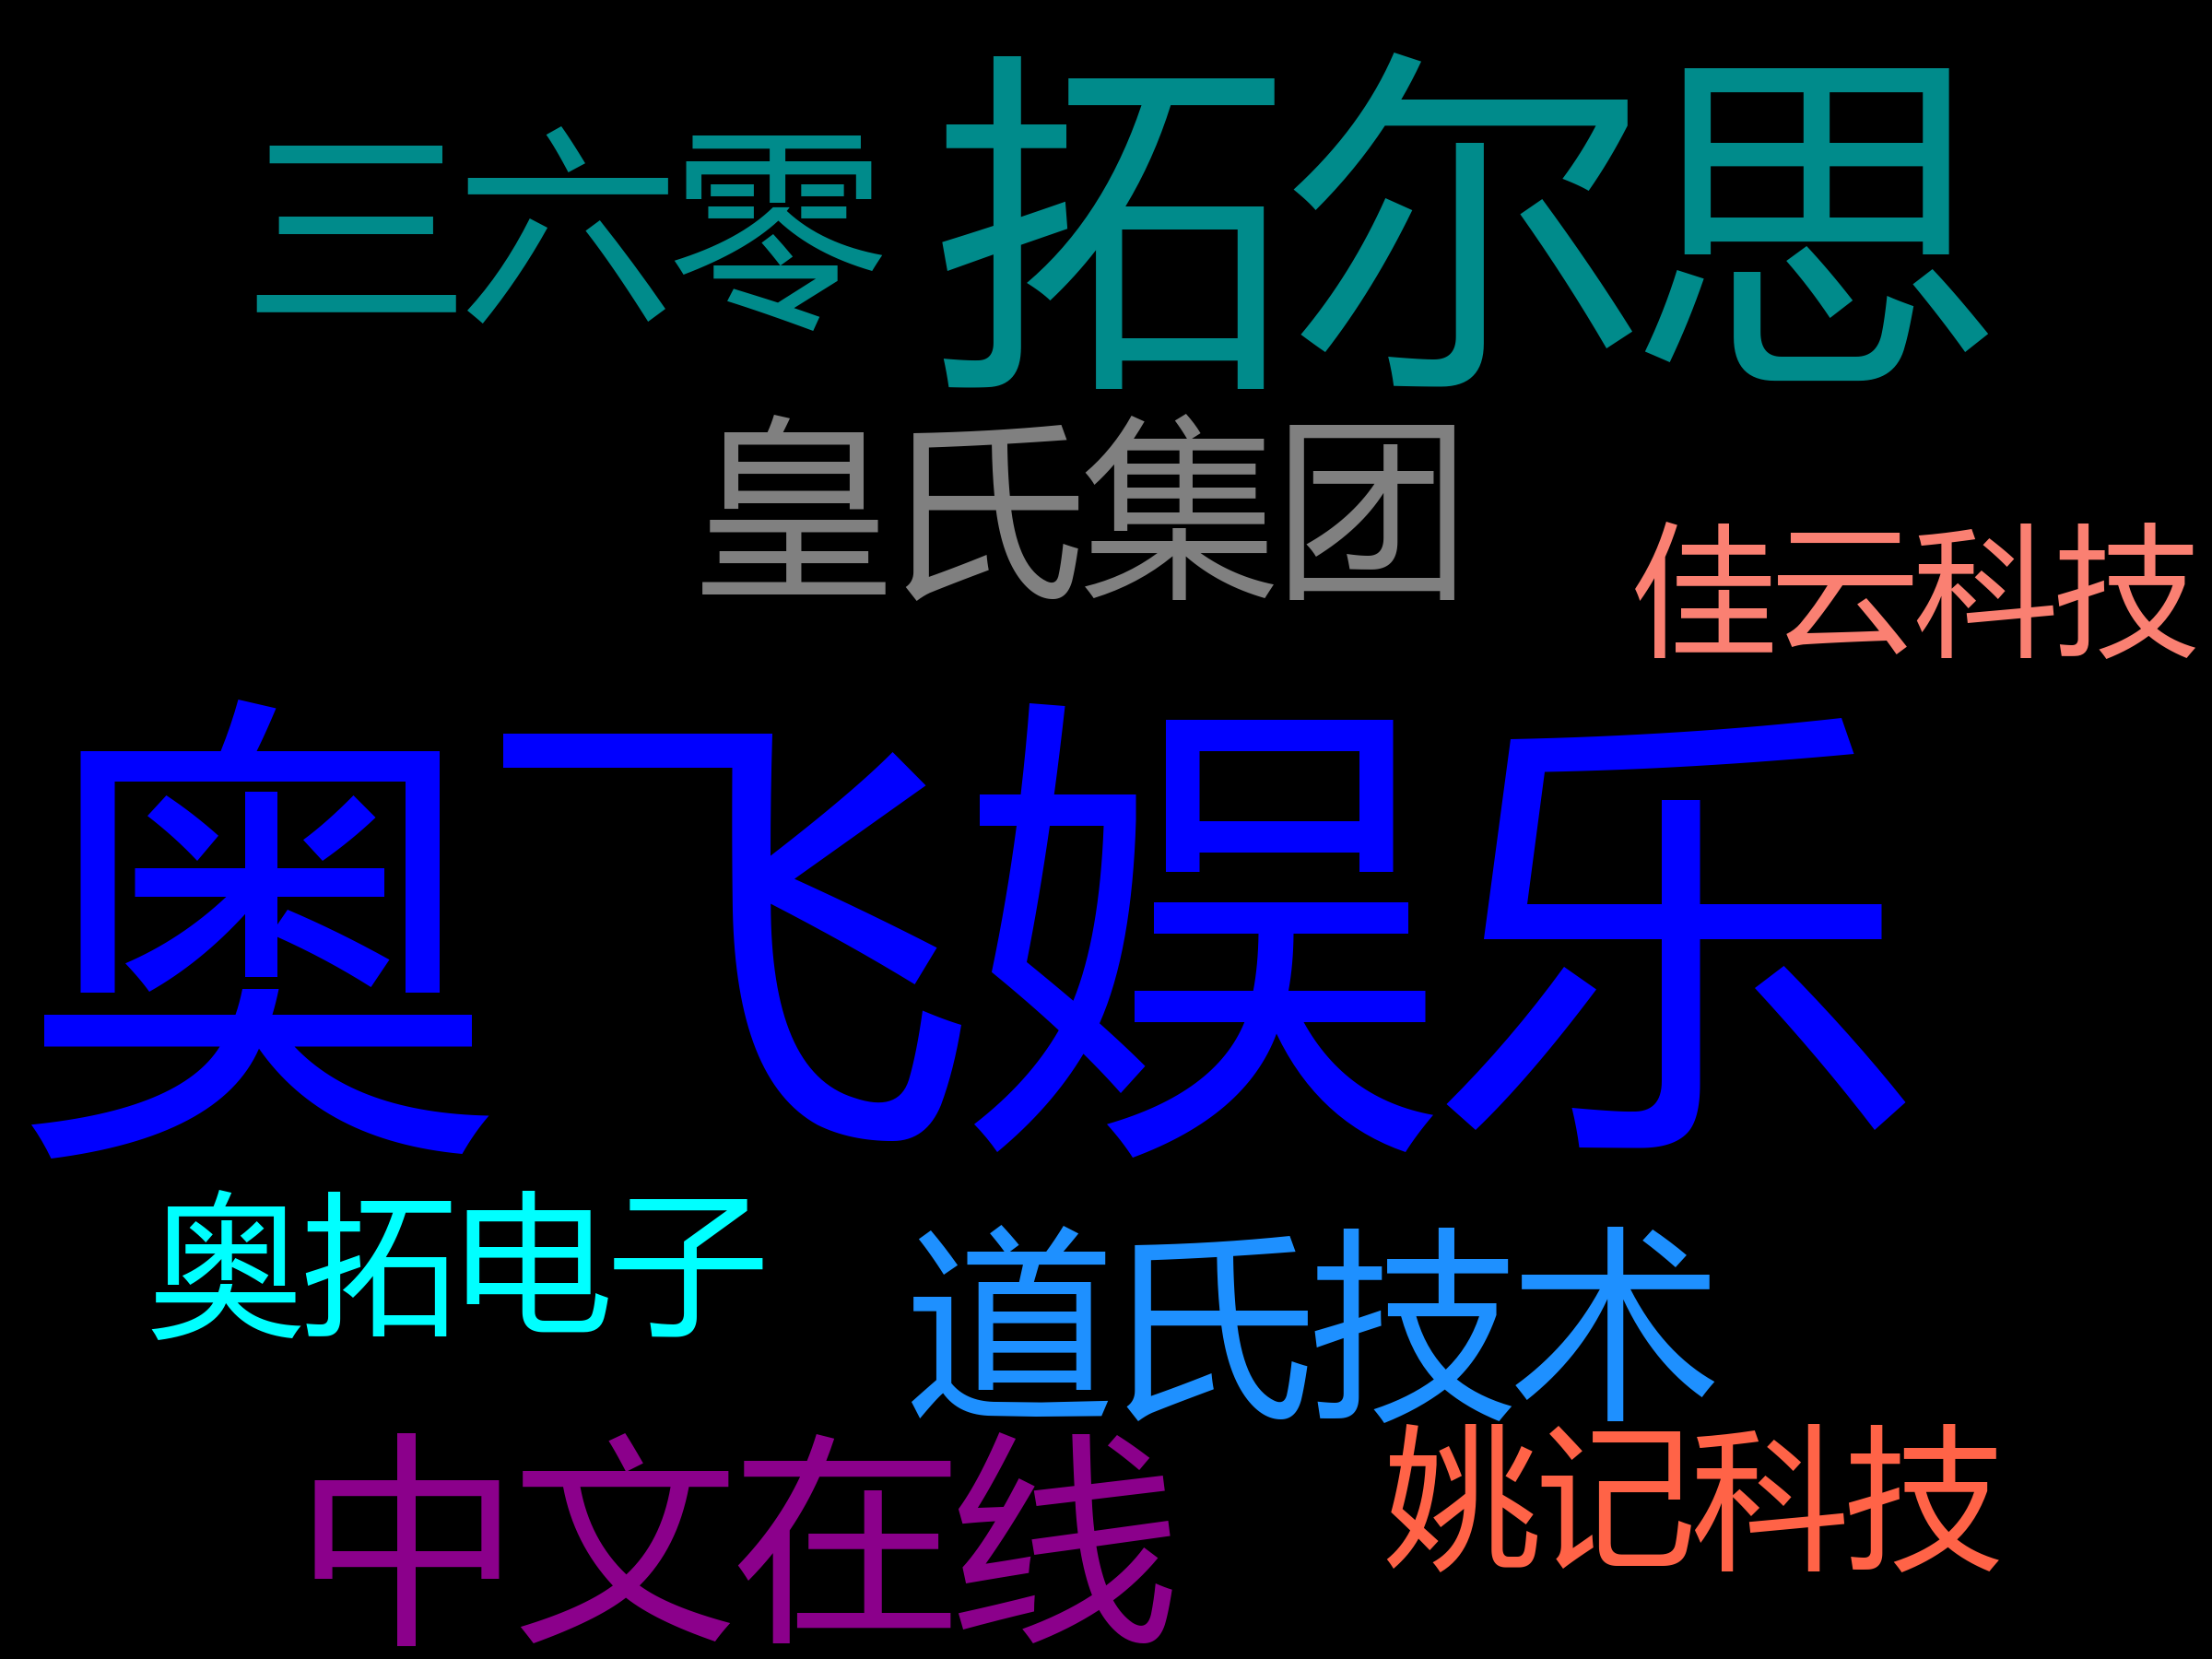 三六零
拓尔思
皇氏集团
佳云科技
奥飞娱乐
奥拓电子
道氏技术
中文在线
姚记科技